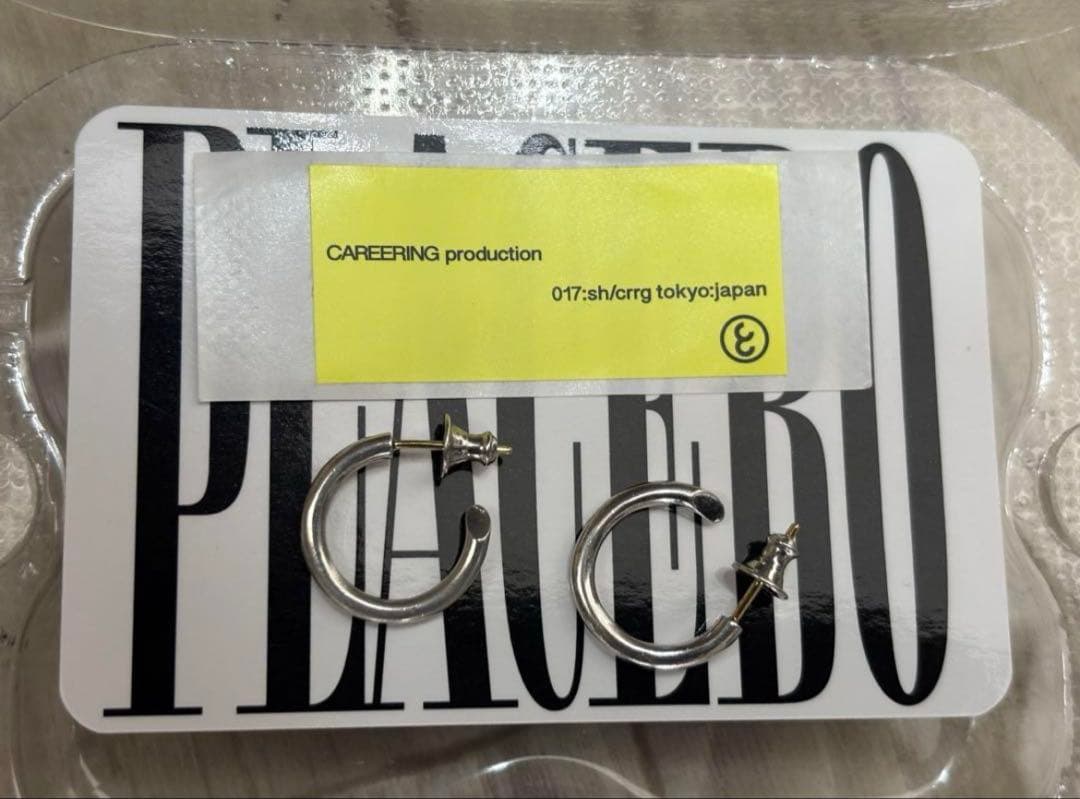 PLACEBO
CAREERING production
017:sh/crrg tokyo:japan